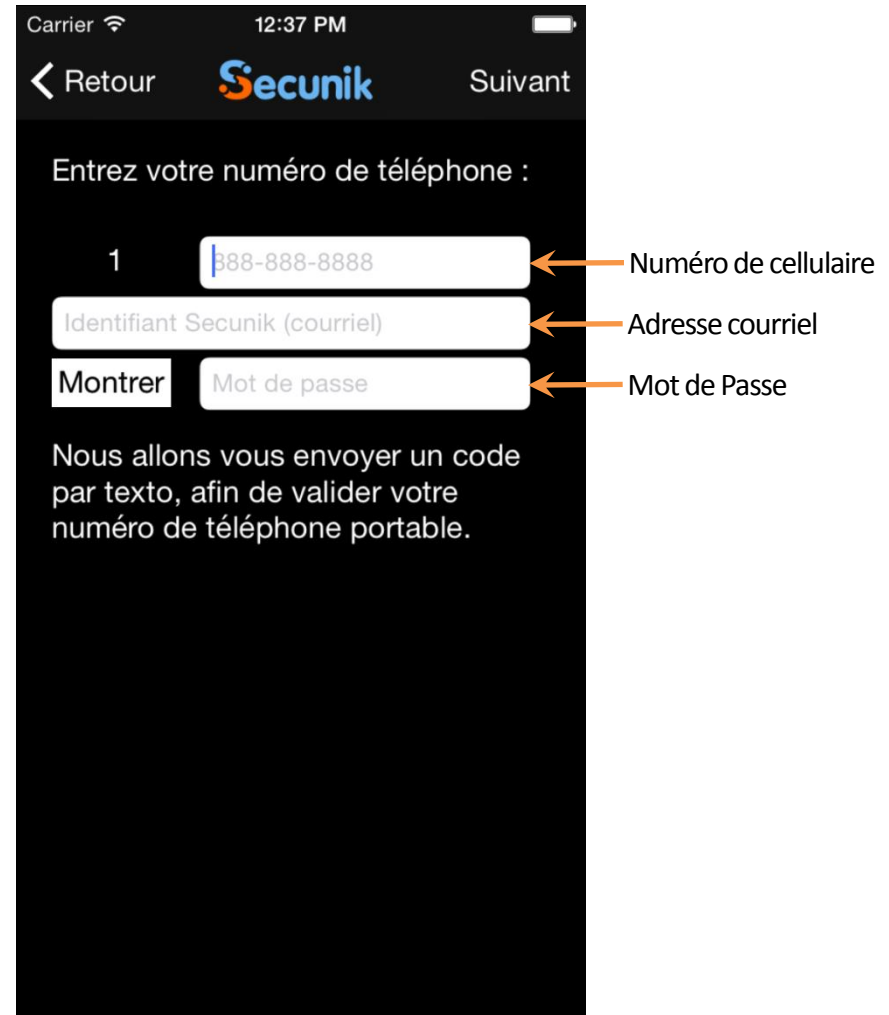 Carrier 12:37 PM
Retour Secunik Suivant
Entrez votre numéro de téléphone :
1 888-888-8888 Numéro de cellulaire
Identifiant Secunik (courriel) Adresse courriel
Montrer Mot de passe Mot de Passe
Nous allons vous envoyer un code
par texto, afin de valider votre
numéro de téléphone portable.